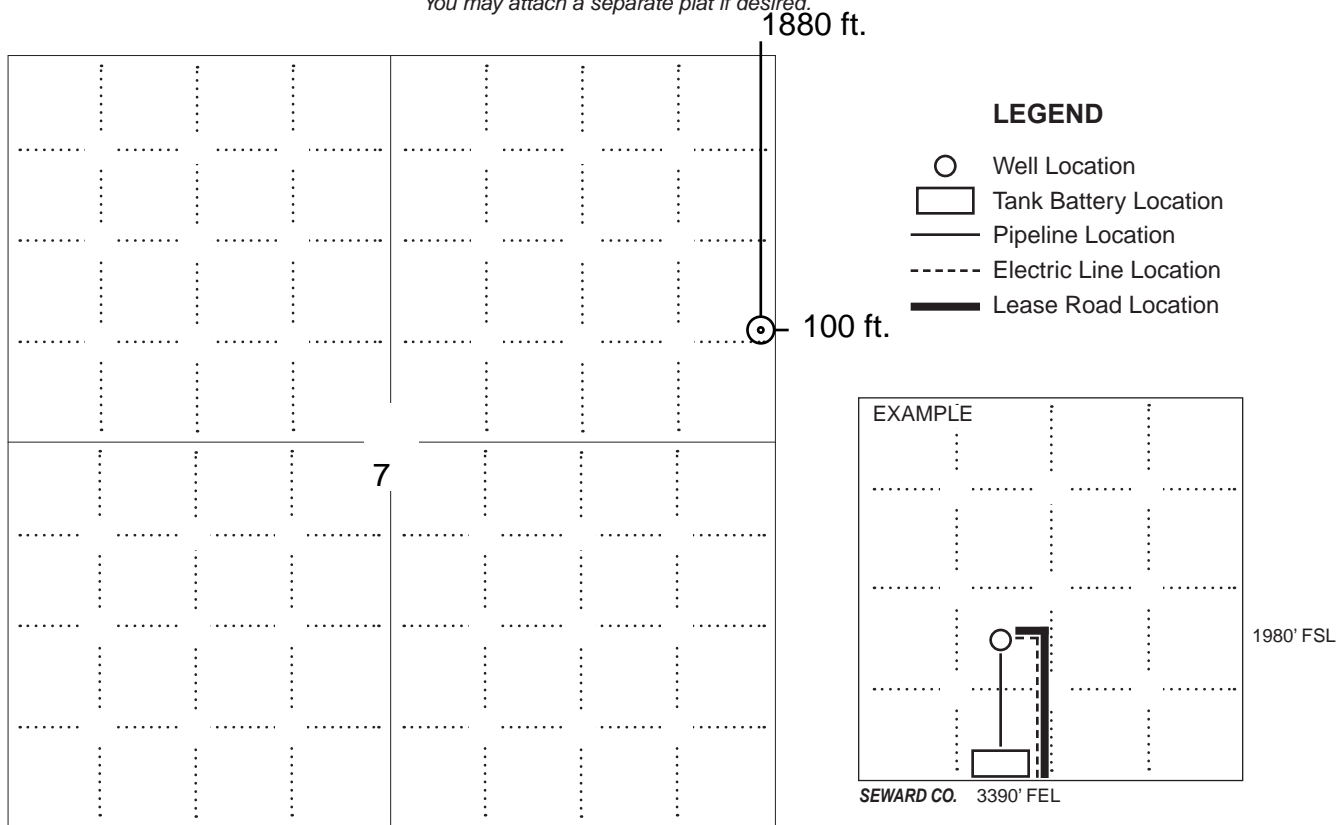 You may attach a separate plat if desired.
1880 ft.
LEGEND
Well Location
Tank Battery Location
Pipeline Location
Electric Line Location
Lease Road Location
100 ft.
EXAMPLE
7
1980' FSL
SEWARD CO. 3390' FEL